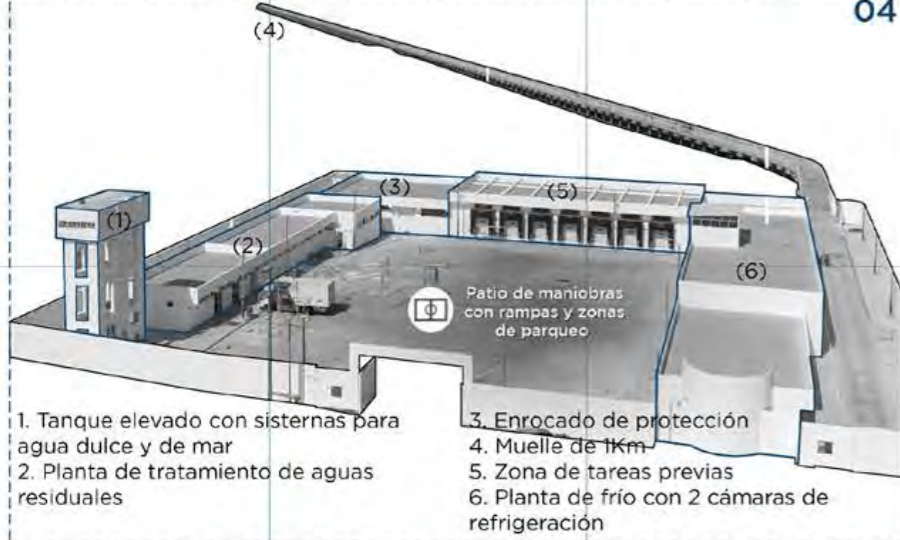 04
(4)
(3)
(5)
(1)
(2)
(6)
Patio de maniobras
con rampas y zonas
de parqueo
1. Tanque elevado con sisternas para
agua dulce y de mar
2. Planta de tratamiento de aguas
residuales
3. Enrocado de protección
4. Muelle de 1Km
5. Zona de tareas previas
6. Planta de frío con 2 cámaras de
refrigeración